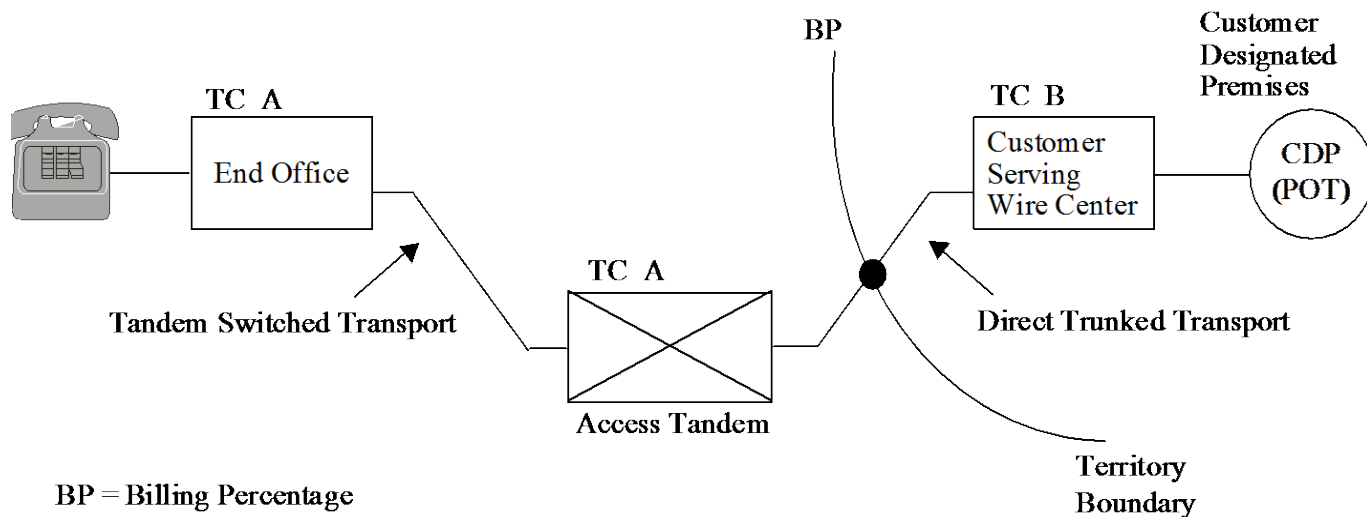 BP
Customer
Designated
Premises
TC A
TC B
End Office
Customer
Serving
Wire Center
CDP
(POT)
TC A
Tandem Switched Transport
Direct Trunked Transport
Access Tandem
Territory
Boundary
BP = Billing Percentage